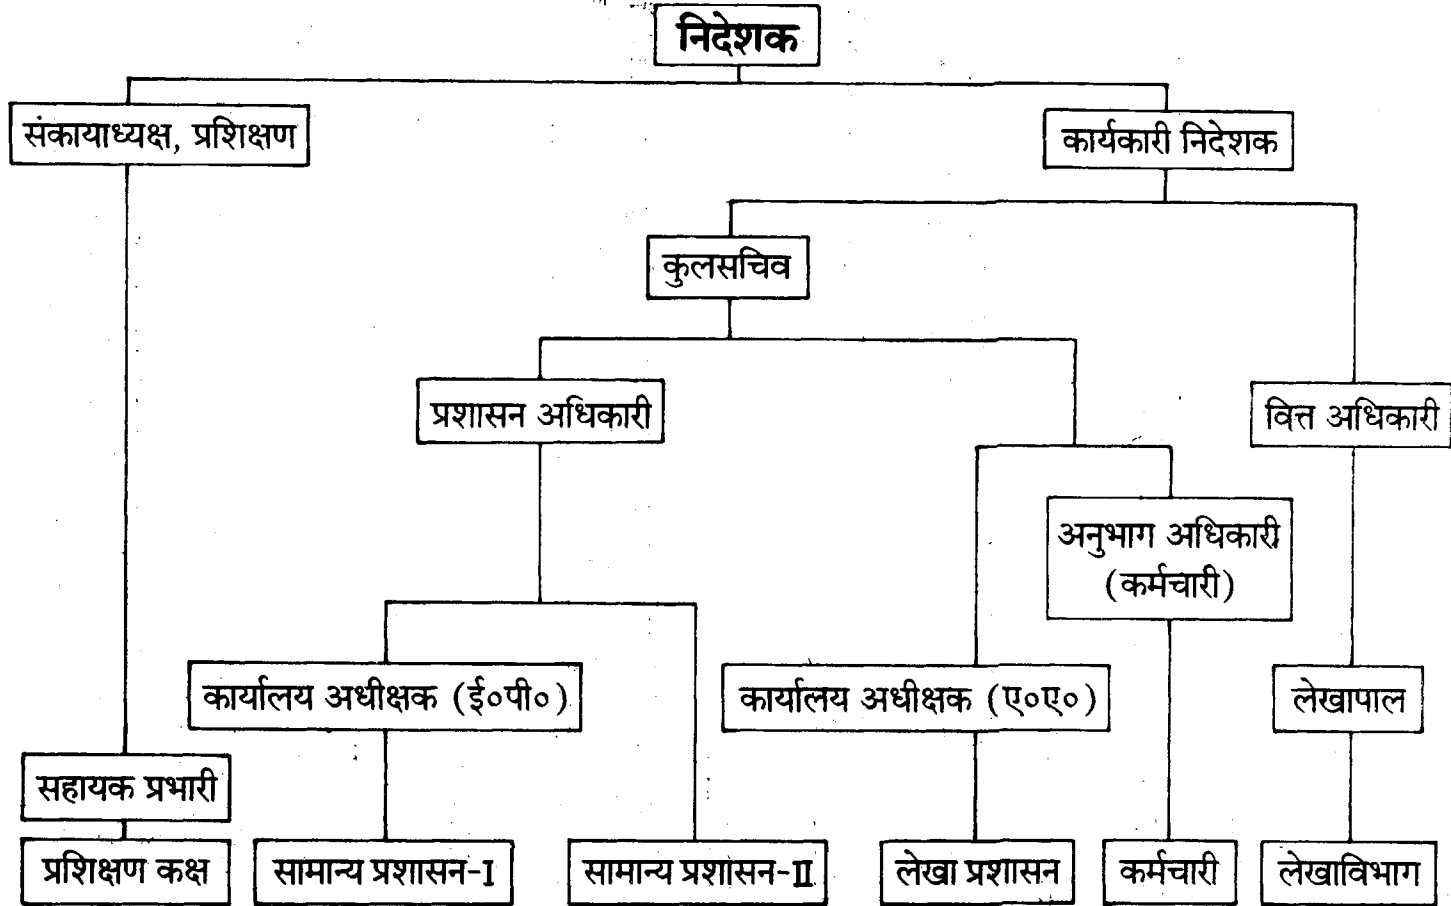 निदेशक
संकायाध्यक्ष, प्रशिक्षण
कार्यकारी निदेशक
कुलसचिव
प्रशासन अधिकारी
वित्त अधिकारी
अनुभाग अधिकारी
(कर्मचारी)
कार्यालय अधीक्षक (ई०पी०)
कार्यालय अधीक्षक (ए०ए०)
लेखापाल
सहायक प्रभारी
प्रशिक्षण कक्ष
सामान्य प्रशासन-I
सामान्य प्रशासन-II
लेखा प्रशासन
कर्मचारी
लेखाविभाग